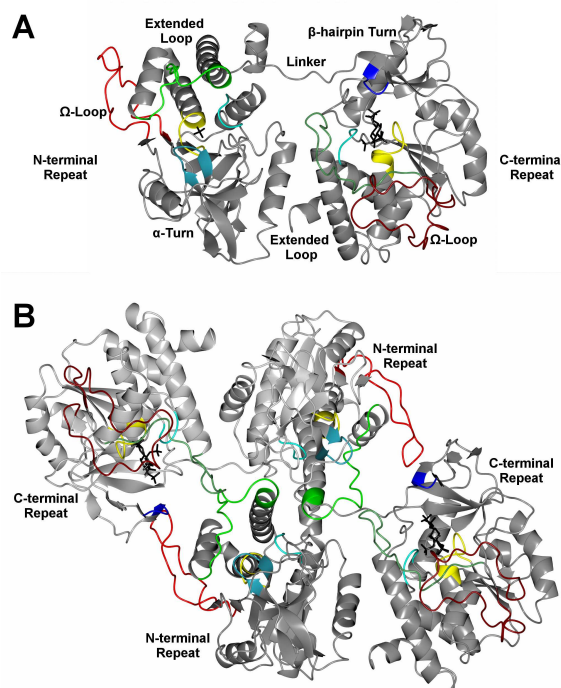 A
Extended
Loop
β-hairpin Turn
Linker
Ω-Loop
N-terminal
Repeat
C-termina
Repeat
α-Turn
Extended
Loop
Ω-Loop
B
N-terminal
Repeat
C-terminal
Repeat
C-terminal
Repeat
N-terminal
Repeat